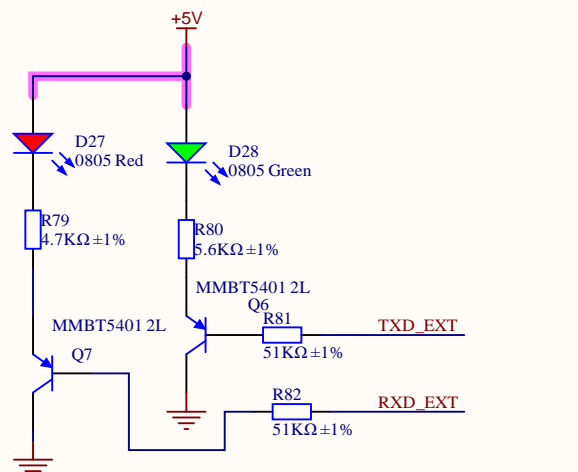 +5V
D27
0805 Red
D28
0805 Green
R79
4.7KΩ±1%
R80
5.6KΩ±1%
MMBT5401 2L
Q6
R81
TXD_EXT
51KΩ±1%
MMBT5401 2L
Q7
R82
RXD_EXT
51KΩ±1%